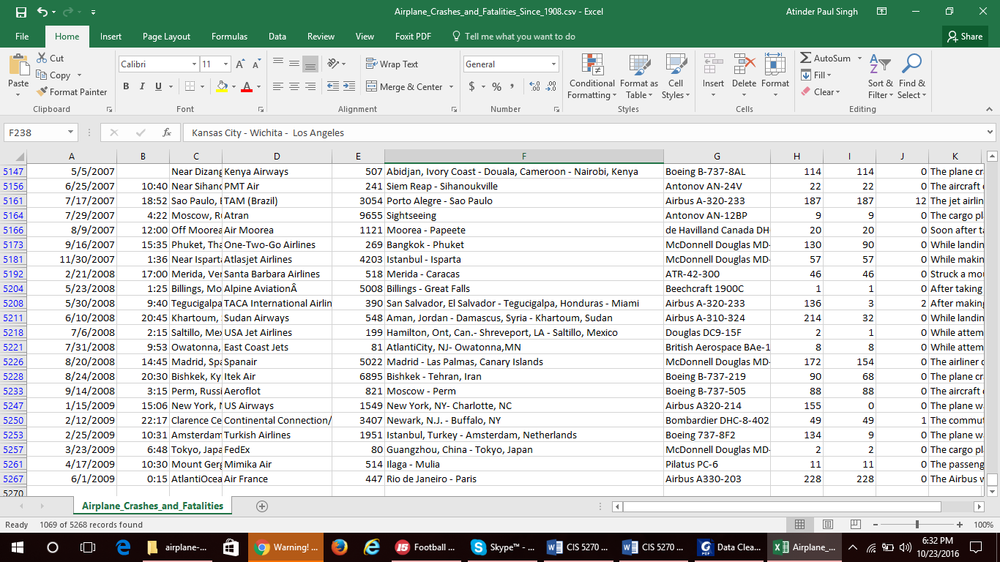 Airplane_Crashes_and_Fatalities_Since_1908.csv - Excel
Atinder Paul Singh
File Home Insert Page Layout Formulas Data Review View Foxit PDF Tell me what you want to do Share
Paste Cut Copy Format Painter Clipboard
Calibri 11 A A B I U A Font
Wrap Text Merge & Center Alignment
General $ % , Number
Conditional Formatting Format as Table Cell Styles Styles
Insert Delete Format Cells
AutoSum Fill Clear Sort & Filter Find & Select Editing
F238 fx Kansas City - Wichita - Los Angeles
A B C D E F G H I J K
5147 5/5/2007 Near Dizang Kenya Airways 507 Abidjan, Ivory Coast - Douala, Cameroon - Nairobi, Kenya Boeing B-737-8AL 114 114 0 The plane cr
5156 6/25/2007 10:40 Near Sihano PMT Air 241 Siem Reap - Sihanoukville Antonov AN-24V 22 22 0 The aircraft
5161 7/17/2007 18:52 Sao Paulo, TAM (Brazil) 3054 Porto Alegre - Sao Paulo Airbus A-320-233 187 187 12 The jet airlin
5164 7/29/2007 4:22 Moscow, Ru Atran 9655 Sightseeing Antonov AN-12BP 9 9 0 The cargo pl
5166 8/9/2007 12:00 Off Moorea Air Moorea 1121 Moorea - Papeete de Havilland Canada DH 20 20 0 Soon after ta
5173 9/16/2007 15:35 Phuket, Tha One-Two-Go Airlines 269 Bangkok - Phuket McDonnell Douglas MD- 130 90 0 While landin
5181 11/30/2007 1:36 Near Isparta Atlasjet Airlines 4203 Istanbul - Isparta McDonnell Douglas MD- 57 57 0 While makin
5192 2/21/2008 17:00 Merida, Ven Santa Barbara Airlines 518 Merida - Caracas ATR-42-300 46 46 0 Struck a mou
5204 5/23/2008 1:25 Billings, Mo Alpine AviationÂ 5008 Billings - Great Falls Beechcraft 1900C 1 1 0 After taking
5208 5/30/2008 9:40 Tegucigalpa TACA International Airlin 390 San Salvador, El Salvador - Tegucigalpa, Honduras - Miami Airbus A-320-233 136 3 2 After making
5211 6/10/2008 20:45 Khartoum, Sudan Airways 548 Aman, Jordan - Damascus, Syria - Khartoum, Sudan Airbus A-310-324 214 32 0 While landin
5218 7/6/2008 2:15 Saltillo, Mex USA Jet Airlines 199 Hamilton, Ont, Can.- Shreveport, LA - Saltillo, Mexico Douglas DC9-15F 2 1 0 While attem
5221 7/31/2008 9:53 Owatonna, East Coast Jets 81 AtlantiCity, NJ- Owatonna,MN British Aerospace BAe-1 8 8 0 While attem
5226 8/20/2008 14:45 Madrid, Spa Spanair 5022 Madrid - Las Palmas, Canary Islands McDonnell Douglas MD- 172 154 0 The airliner
5228 8/24/2008 20:30 Bishkek, Ky Itek Air 6895 Bishkek - Tehran, Iran Boeing B-737-219 90 68 0 The plane cr
5233 9/14/2008 3:15 Perm, Russi Aeroflot 821 Moscow - Perm Boeing B-737-505 88 88 0 The aircraft
5247 1/15/2009 15:06 New York, N US Airways 1549 New York, NY- Charlotte, NC Airbus A320-214 155 0 0 The plane wa
5250 2/12/2009 22:17 Clarence Ce Continental Connection/ 3407 Newark, N.J. - Buffalo, NY Bombardier DHC-8-402 49 49 1 The commut
5253 2/25/2009 10:31 Amsterdam Turkish Airlines 1951 Istanbul, Turkey - Amsterdam, Netherlands Boeing 737-8F2 134 9 0 The plane wa
5257 3/23/2009 6:48 Tokyo, Japa FedEx 80 Guangzhou, China - Tokyo, Japan McDonnell Douglas MD- 2 2 0 The cargo pl
5261 4/17/2009 10:30 Mount Gerg Mimika Air 514 Ilaga - Mulia Pilatus PC-6 11 11 0 The passeng
5267 6/1/2009 0:15 AtlantiOcea Air France 447 Rio de Janeiro - Paris Airbus A330-203 228 228 0 The Airbus w
5270
Airplane_Crashes_and_Fatalities
Ready 1069 of 5268 records found 100%
airplane-... Warning! ... Football ... Skype™ - ... CIS 5270 ... CIS 5270 ... Data Clea... Airplane_... 6:32 PM
10/23/2016